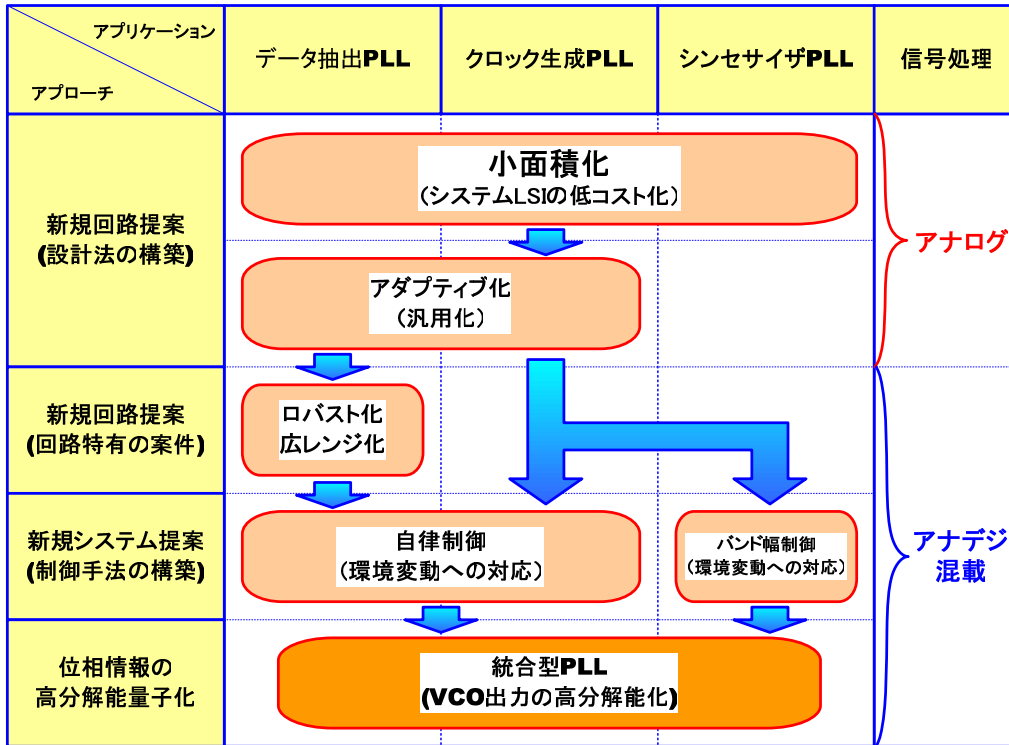 アプリケーション
アプローチ
データ抽出PLL
クロック生成PLL
シンセサイザPLL
信号処理
新規回路提案
(設計法の構築)
小面積化
(システムLSIの低コスト化)
アダプティブ化
(汎用化)
アナログ
新規回路提案
(回路特有の案件)
ロバスト化
広レンジ化
新規システム提案
(制御手法の構築)
自律制御
(環境変動への対応)
バンド幅制御
(環境変動への対応)
アナデジ
混載
位相情報の
高分解能量子化
統合型PLL
(VCO出力の高分解能化)